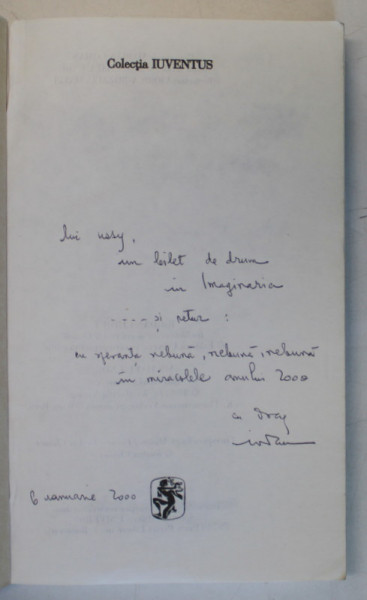 Colecția IUVENTUS
lui
un bilet de drum
în Imaginaria
..... și retur :
cu speranța nebună, nebună, nebună
în miracolele anului 2000
cu drag
6 ianuarie 2000